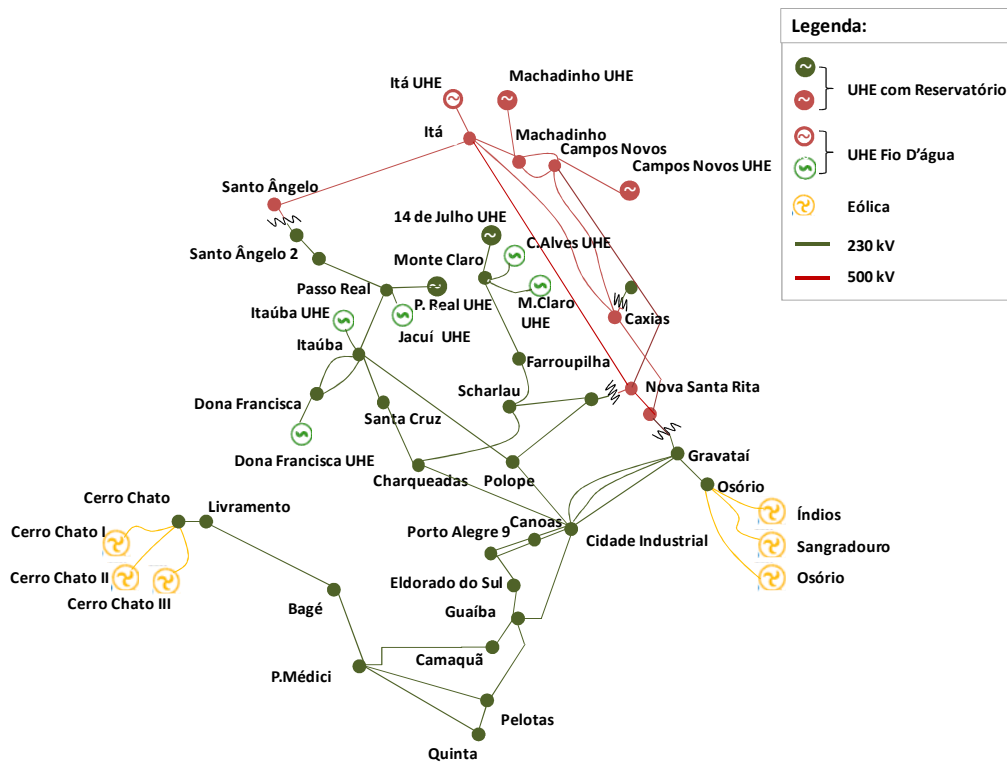 Legenda:
UHE com Reservatório
UHE Fio D'água
Eólica
230 kV
500 kV
Itá UHE
Machadinho UHE
Itá
Machadinho
Campos Novos
Campos Novos UHE
Santo Ângelo
14 de Julho UHE
C.Alves UHE
Santo Ângelo 2
Monte Claro
Passo Real
P. Real UHE
M.Claro
UHE
Itaúba UHE
Jacuí UHE
Caxias
Itaúba
Farroupilha
Scharlau
Nova Santa Rita
Dona Francisca
Santa Cruz
Dona Francisca UHE
Charqueadas
Polope
Gravataí
Osório
Cerro Chato
Livramento
Índios
Cerro Chato I
Porto Alegre 9
Canoas
Cidade Industrial
Sangradouro
Cerro Chato II
Eldorado do Sul
Osório
Cerro Chato III
Bagé
Guaíba
Camaquã
P.Médici
Pelotas
Quinta